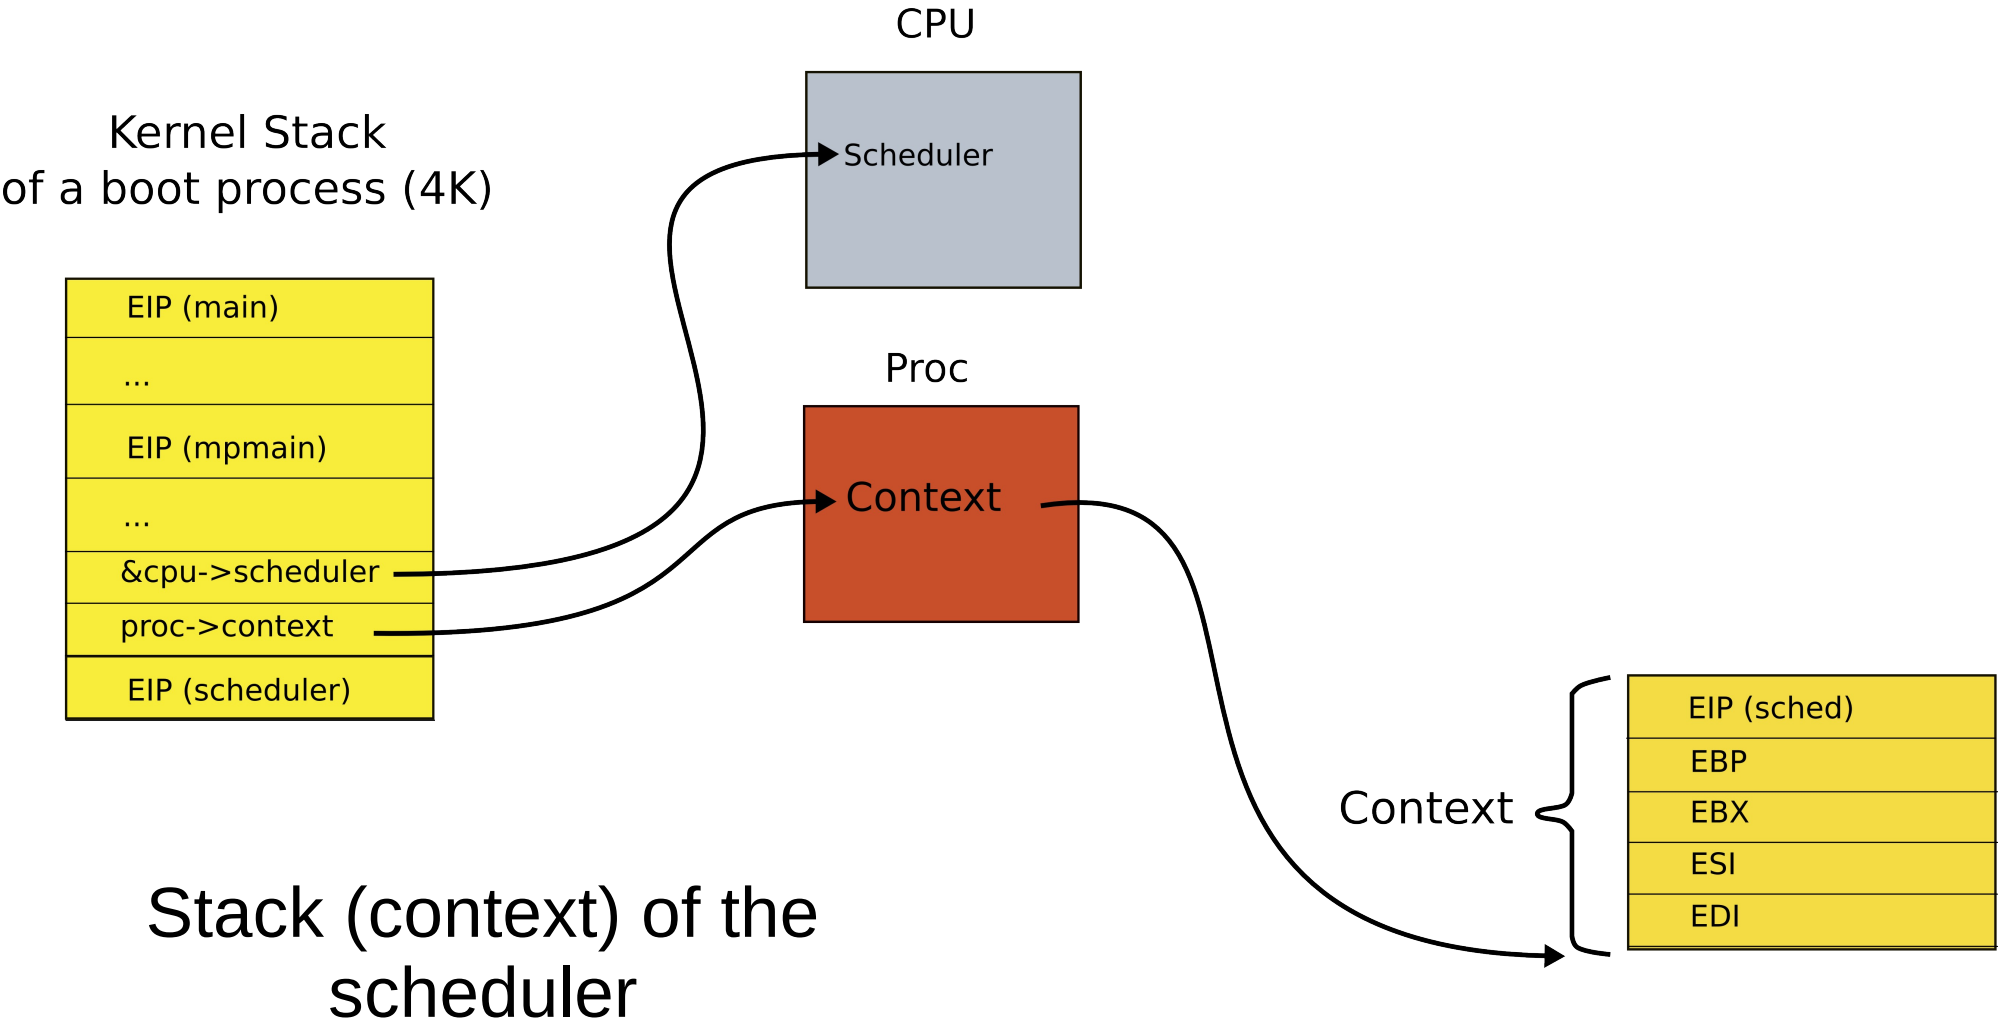 CPU
Scheduler
Kernel Stack
of a boot process (4K)
EIP (main)
...
EIP (mpmain)
...
&cpu->scheduler
proc->context
EIP (scheduler)
Proc
Context
Context
EIP (sched)
EBP
EBX
ESI
EDI
Stack (context) of the
scheduler